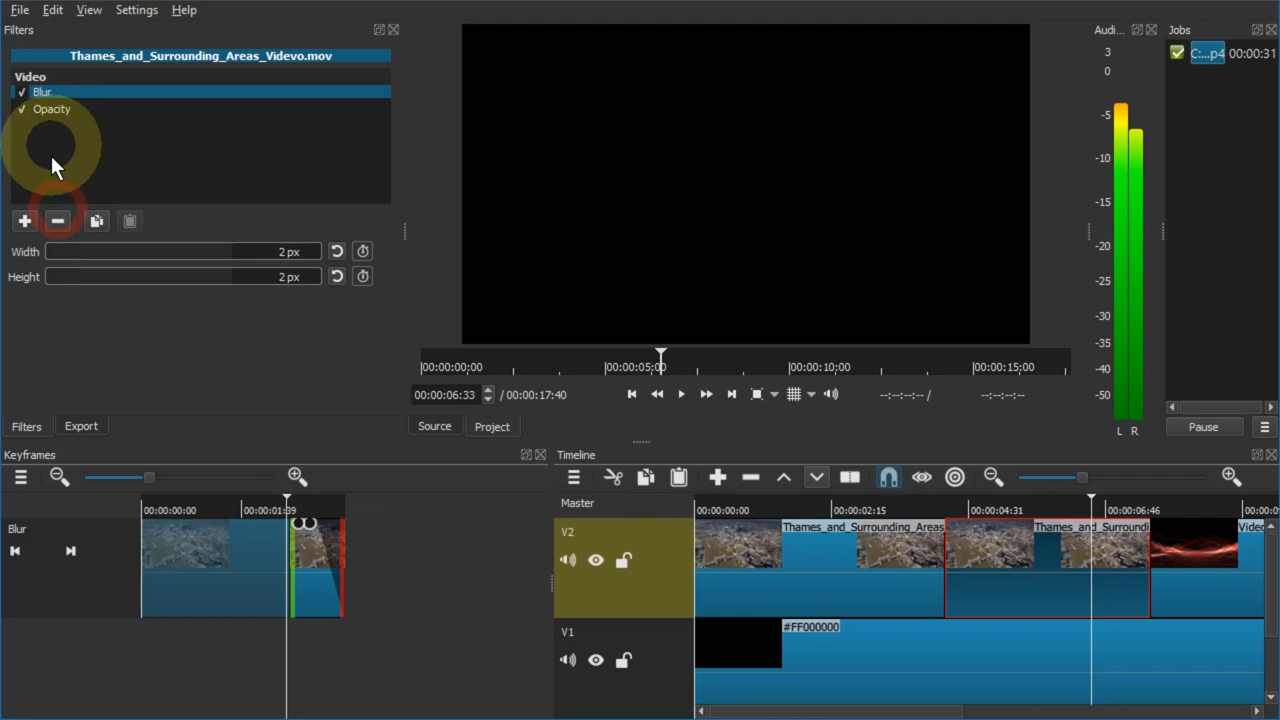 File Edit View Settings Help
Filters
Audi...
Jobs
Thames_and_Surrounding_Areas_Videvo.mov
Video
Blur
Opacity
Width 2 px
Height 2 px
3
0
-5
-10
-15
-20
-25
-30
-35
-40
-50
L R
C:...p4 00:00:31
Pause
00:00:00;00 00:00:05;00 00:00:10;00 00:00:15;00
00:00:06:33 / 00:00:17:40 --:--:--:-- / --:--:--:--
Filters Export
Source Project
Keyframes
00:00:00:00 00:00:01:39
Blur
Timeline
Master
00:00:00:00 00:00:02:15 00:00:04:31 00:00:06:46
V2
Thames_and_Surrounding_Areas
Thames_and_Surroundi
V1
#FF000000